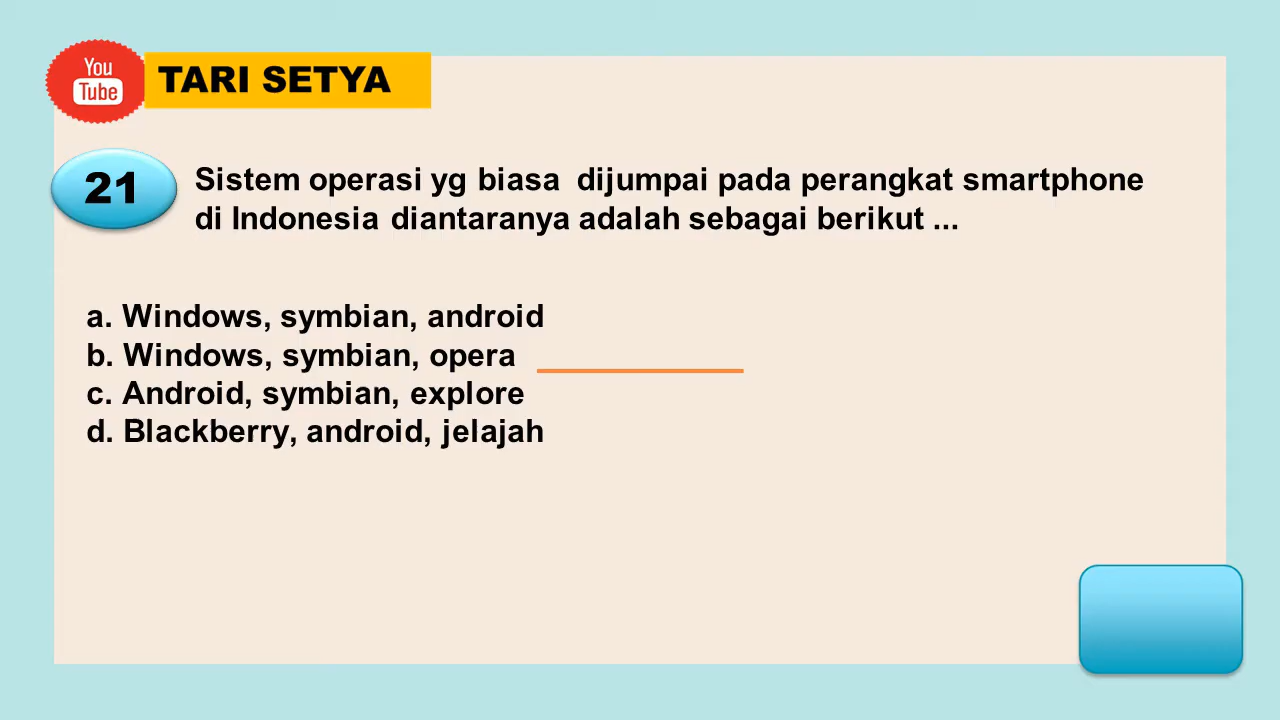 You
Tube
TARI SETYA
21
Sistem operasi yg biasa dijumpai pada perangkat smartphone
di Indonesia diantaranya adalah sebagai berikut ...
a. Windows, symbian, android
b. Windows, symbian, opera
c. Android, symbian, explore
d. Blackberry, android, jelajah